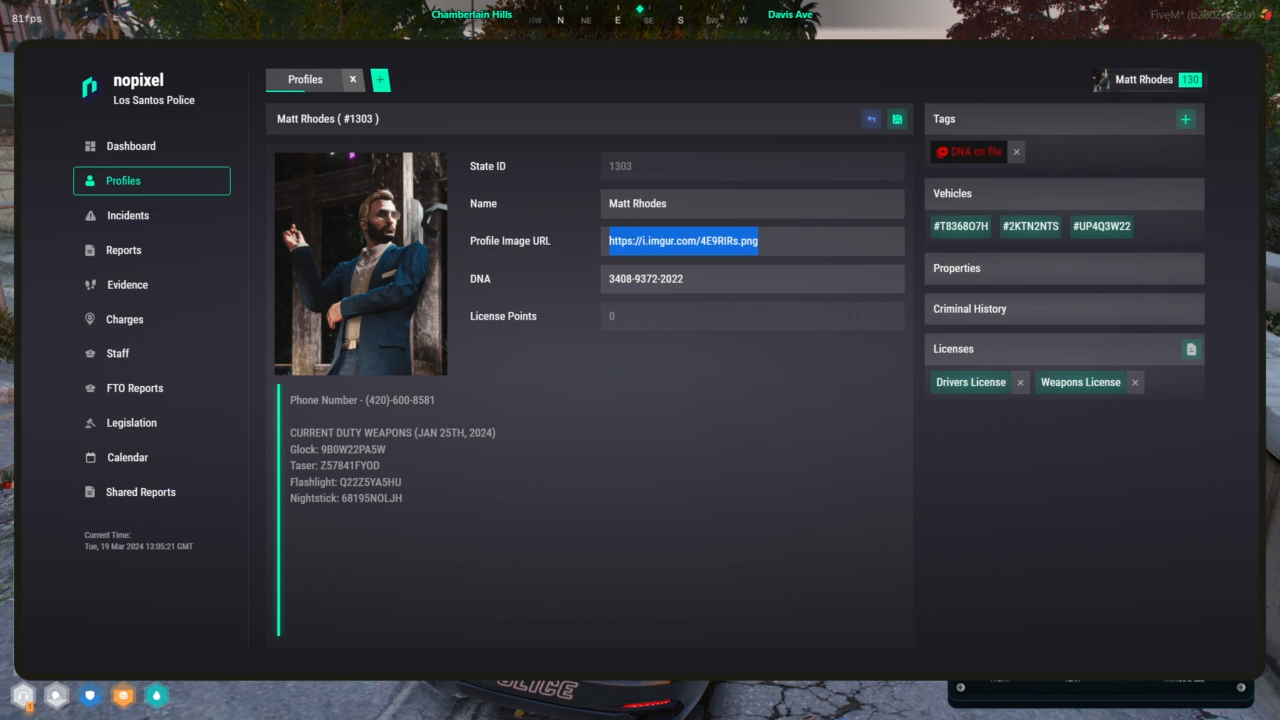 81fps
Chamberlain Hills
NW N NE E SE S SW W
Davis Ave
nopixel
Los Santos Police
Dashboard
Profiles
Incidents
Reports
Evidence
Charges
Staff
FTO Reports
Legislation
Calendar
Shared Reports
Current Time:
Tue, 19 Mar 2024 13:05:21 GMT
Profiles x +
Matt Rhodes 130
Matt Rhodes ( #1303 )
State ID 1303
Name Matt Rhodes
Profile Image URL https://i.imgur.com/4E9RIRs.png
DNA 3408-9372-2022
License Points 0
Phone Number - (420)-600-8581
CURRENT DUTY WEAPONS (JAN 25TH, 2024)
Glock: 9B0W22PA5W
Taser: Z57841FYOD
Flashlight: Q22Z5YA5HU
Nightstick: 68195NOLJH
Tags +
DNA on file ×
Vehicles
#T8368O7H #2KTN2NTS #UP4Q3W22
Properties
Criminal History
Licenses
Drivers License × Weapons License ×
1